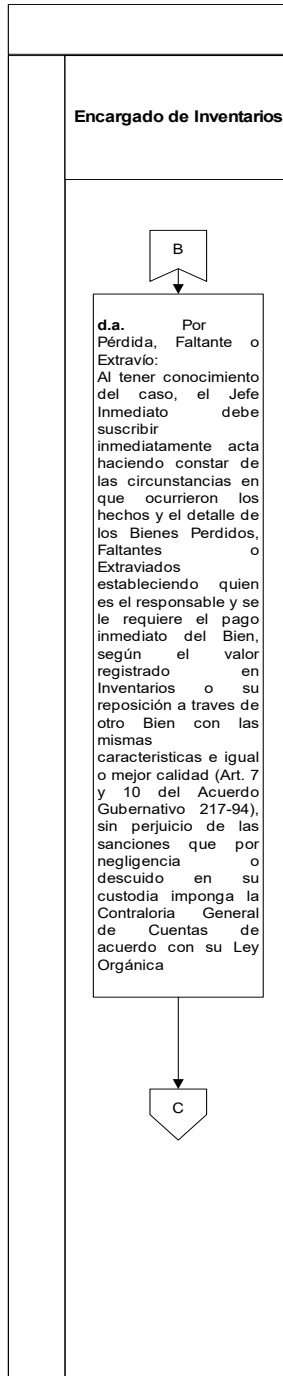 Encargado de Inventarios
B
d.a. Por
Pérdida, Faltante o
Extravío:
Al tener conocimiento
del caso, el Jefe
Inmediato debe
suscribir
inmediatamente acta
haciendo constar de
las circunstancias en
que ocurrieron los
hechos y el detalle de
los Bienes Perdidos,
Faltantes o
Extraviados
estableciendo quien
es el responsable y se
le requiere el pago
inmediato del Bien,
según el valor
registrado en
Inventarios o su
reposición a traves de
otro Bien con las
mismas
caracteristicas e igual
o mejor calidad (Art. 7
y 10 del Acuerdo
Gubernativo 217-94),
sin perjuicio de las
sanciones que por
negligencia o
descuido en su
custodia imponga la
Contraloria General
de Cuentas de
acuerdo con su Ley
Orgánica
C